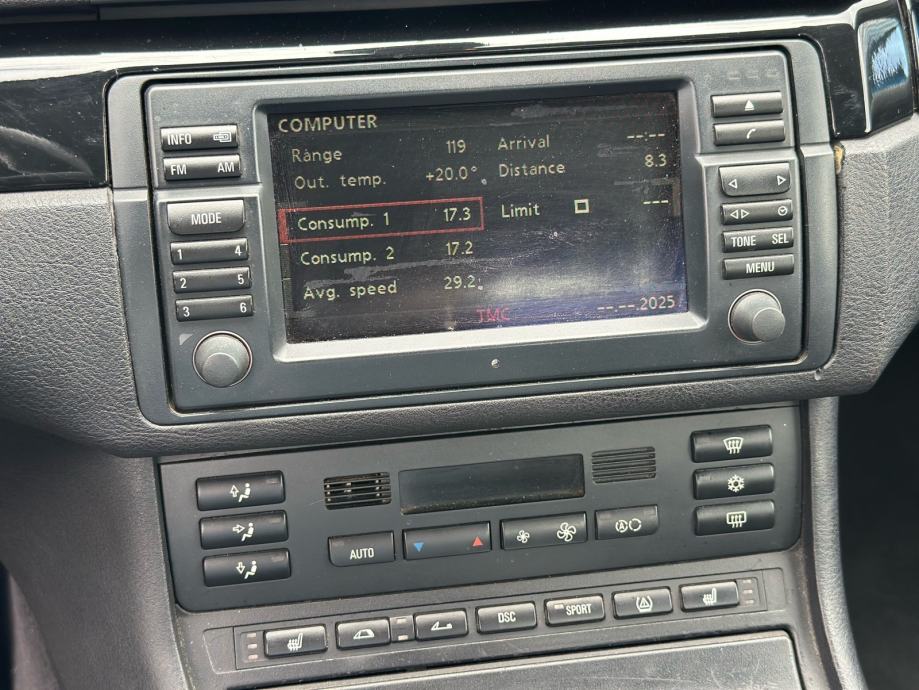 COMPUTER
Range 119 Arrival --:--
Out. temp. +20.0° Distance 8.3
Consump. 1 17.3 Limit ---
Consump. 2 17.2
Avg. speed 29.2
TMC --.--.2025
INFO
FM AM
MODE
1 4
2 5
3 6
TONE SEL
MENU
AUTO
A
DSC
SPORT